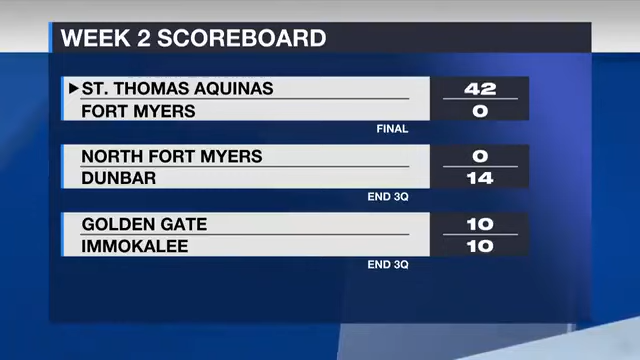 WEEK 2 SCOREBOARD
▶ST. THOMAS AQUINAS 42
FORT MYERS 0
FINAL
NORTH FORT MYERS 0
DUNBAR 14
END 3Q
GOLDEN GATE 10
IMMOKALEE 10
END 3Q